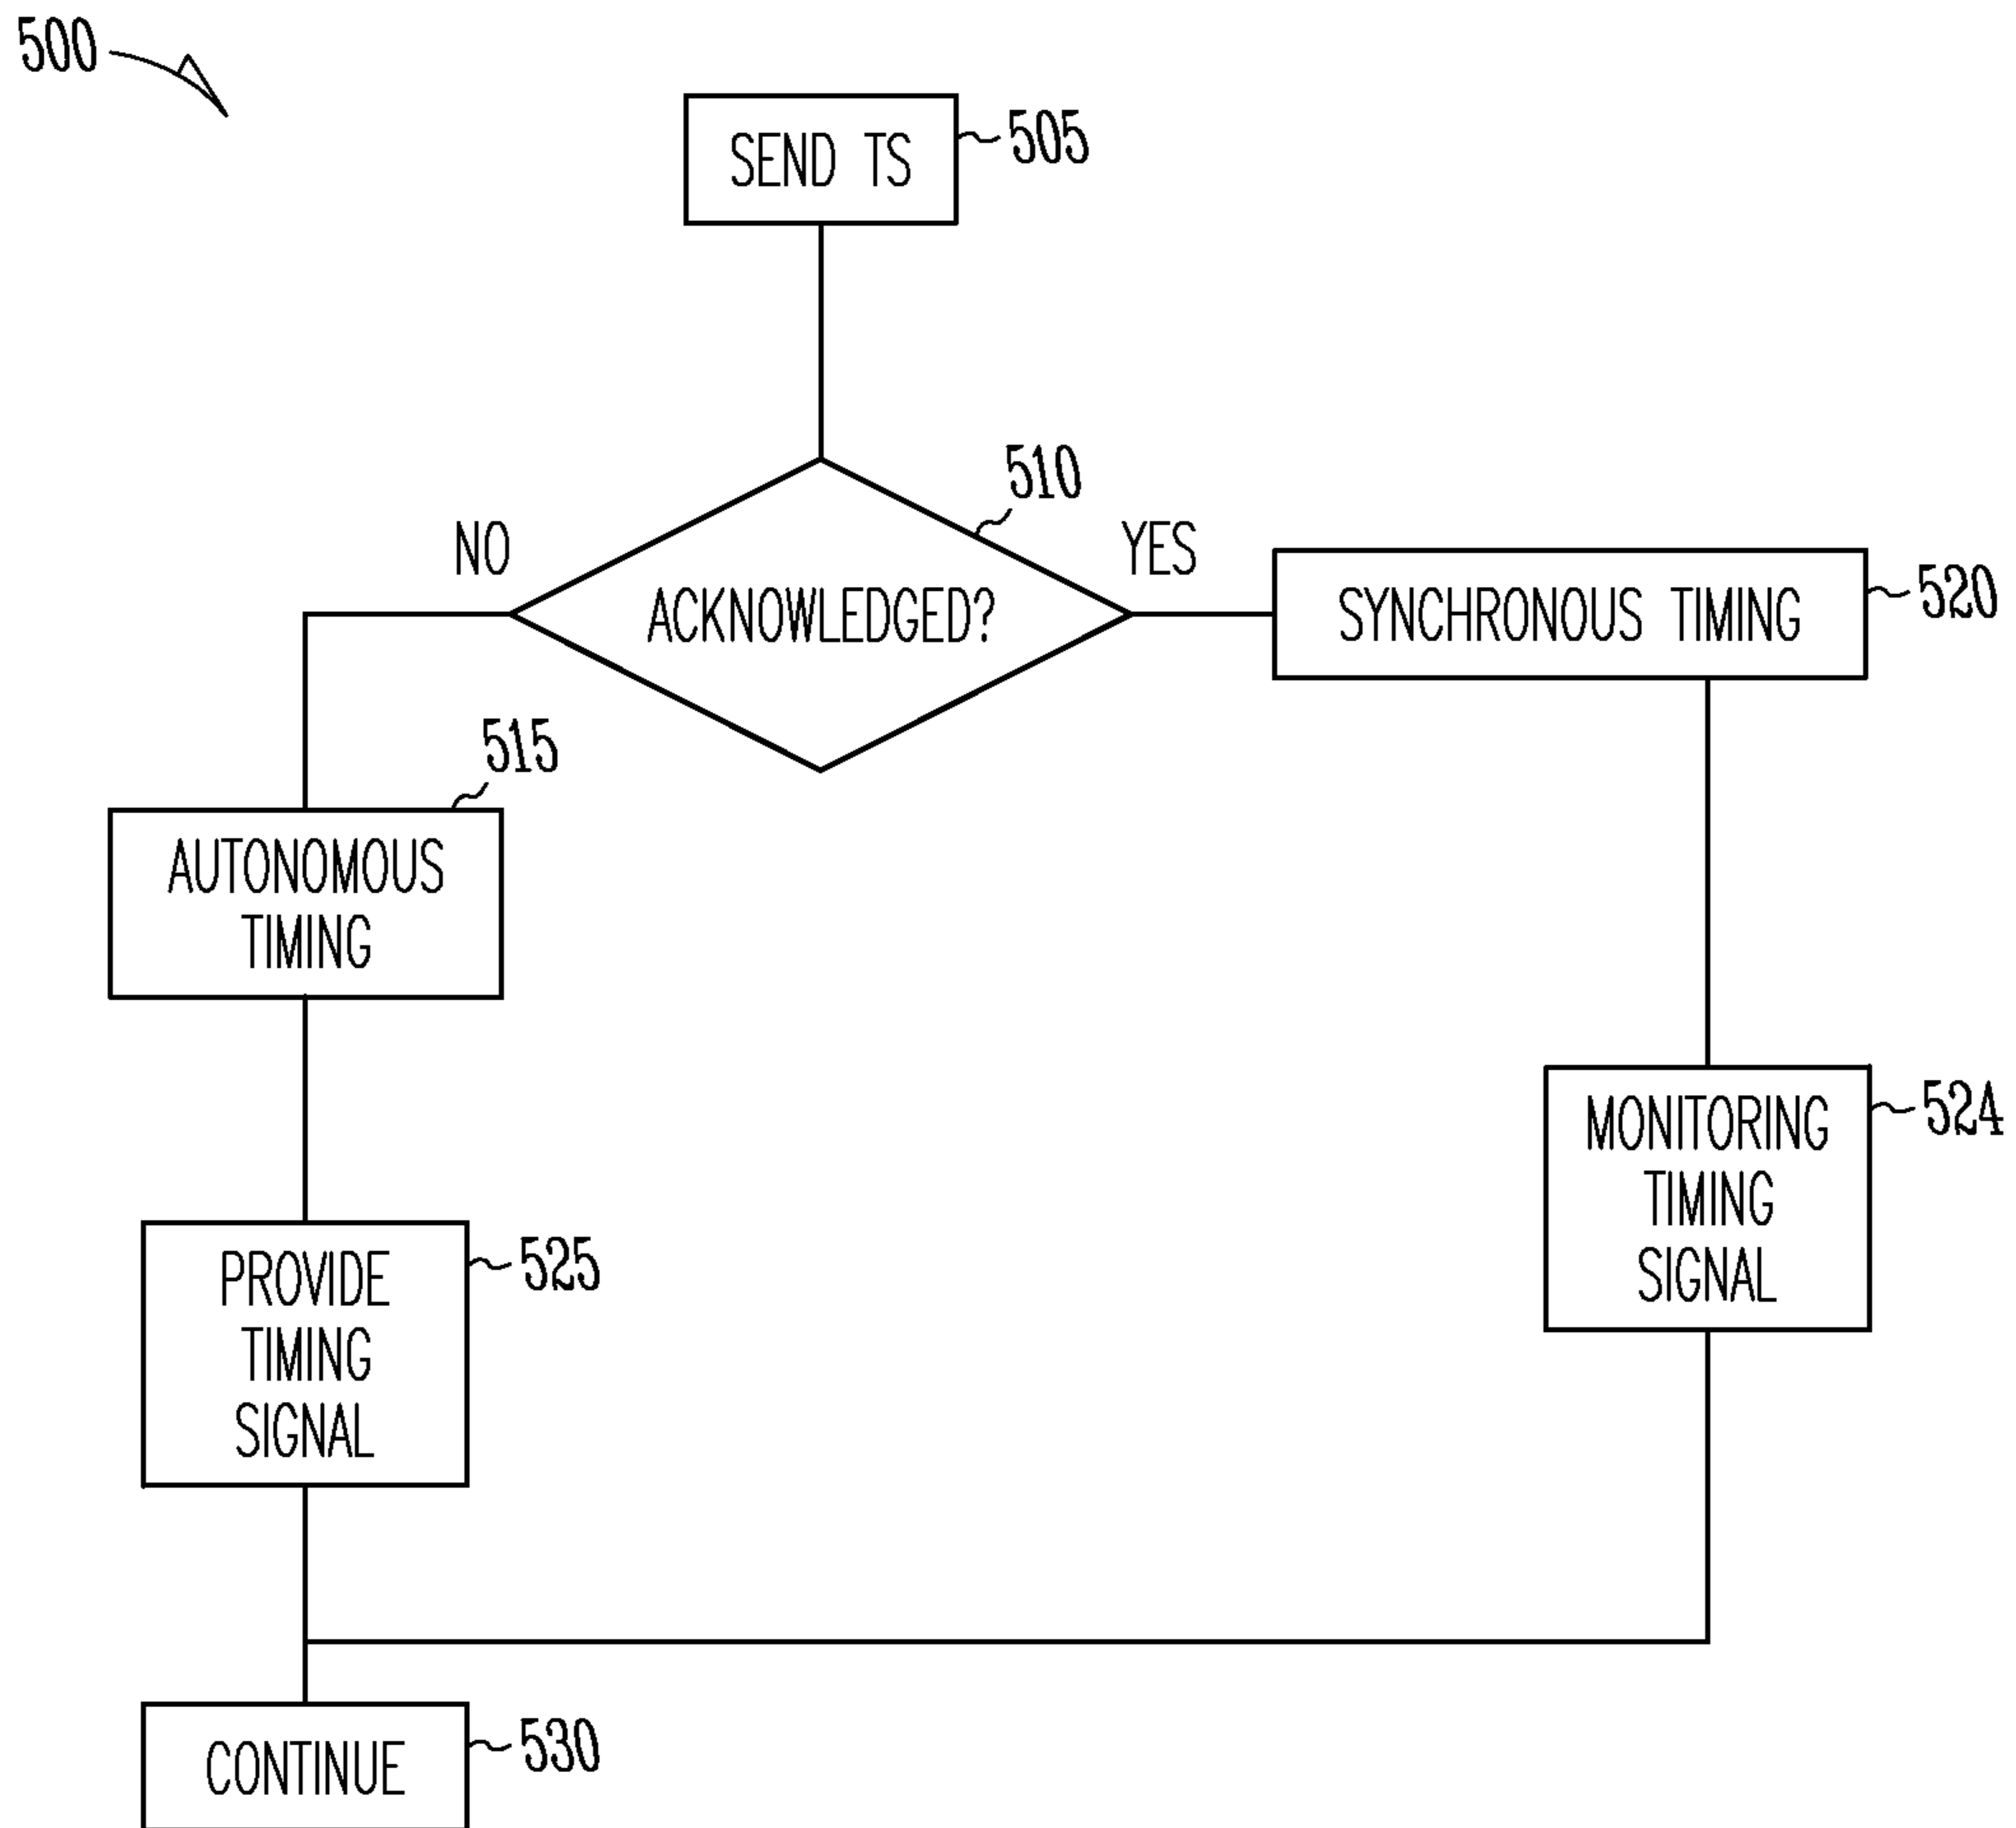 500
SEND TS
505
510
NO
YES
ACKNOWLEDGED?
SYNCHRONOUS TIMING
520
515
AUTONOMOUS
TIMING
MONITORING
TIMING
SIGNAL
524
PROVIDE
TIMING
SIGNAL
525
CONTINUE
530